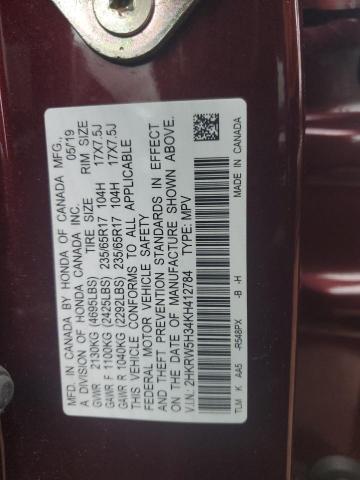 MFD. IN CANADA BY HONDA OF CANADA MFG.,
A DIVISION OF HONDA CANADA INC. 05/19
TIRE SIZE RIM SIZE
GVWR 2130KG (4695LBS)
GAWR F 1100KG (2425LBS) 235/65R17 104H 17X7.5J
GAWR R 1040KG (2292LBS) 235/65R17 104H 17X7.5J
THIS VEHICLE CONFORMS TO ALL APPLICABLE
FEDERAL MOTOR VEHICLE SAFETY
AND THEFT PREVENTION STANDARDS IN EFFECT
ON THE DATE OF MANUFACTURE SHOWN ABOVE.
V.I.N.: 2HKRW5H34KH412784 TYPE: MPV
TLM K AA5 -R548PX -B -H MADE IN CANADA